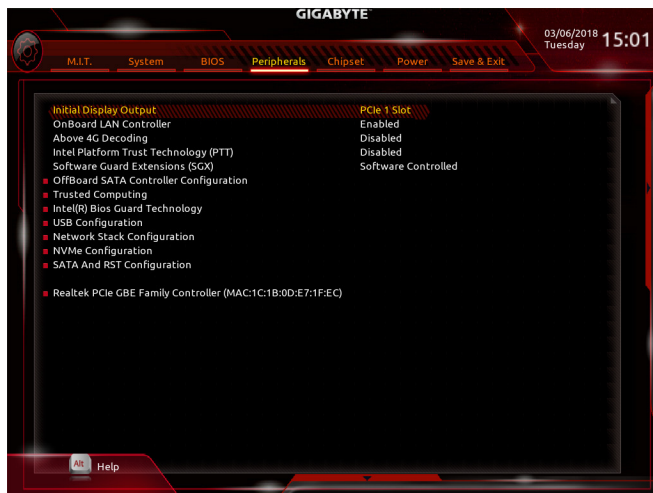 GIGABYTE™
03/06/2018 15:01
Tuesday
M.I.T. System BIOS Peripherals Chipset Power Save & Exit
Initial Display Output PCIe 1 Slot
OnBoard LAN Controller Enabled
Above 4G Decoding Disabled
Intel Platform Trust Technology (PTT) Disabled
Software Guard Extensions (SGX) Software Controlled
OffBoard SATA Controller Configuration
Trusted Computing
Intel(R) Bios Guard Technology
USB Configuration
Network Stack Configuration
NVMe Configuration
SATA And RST Configuration
Realtek PCIe GBE Family Controller (MAC:1C:1B:0D:E7:1F:EC)
Alt Help